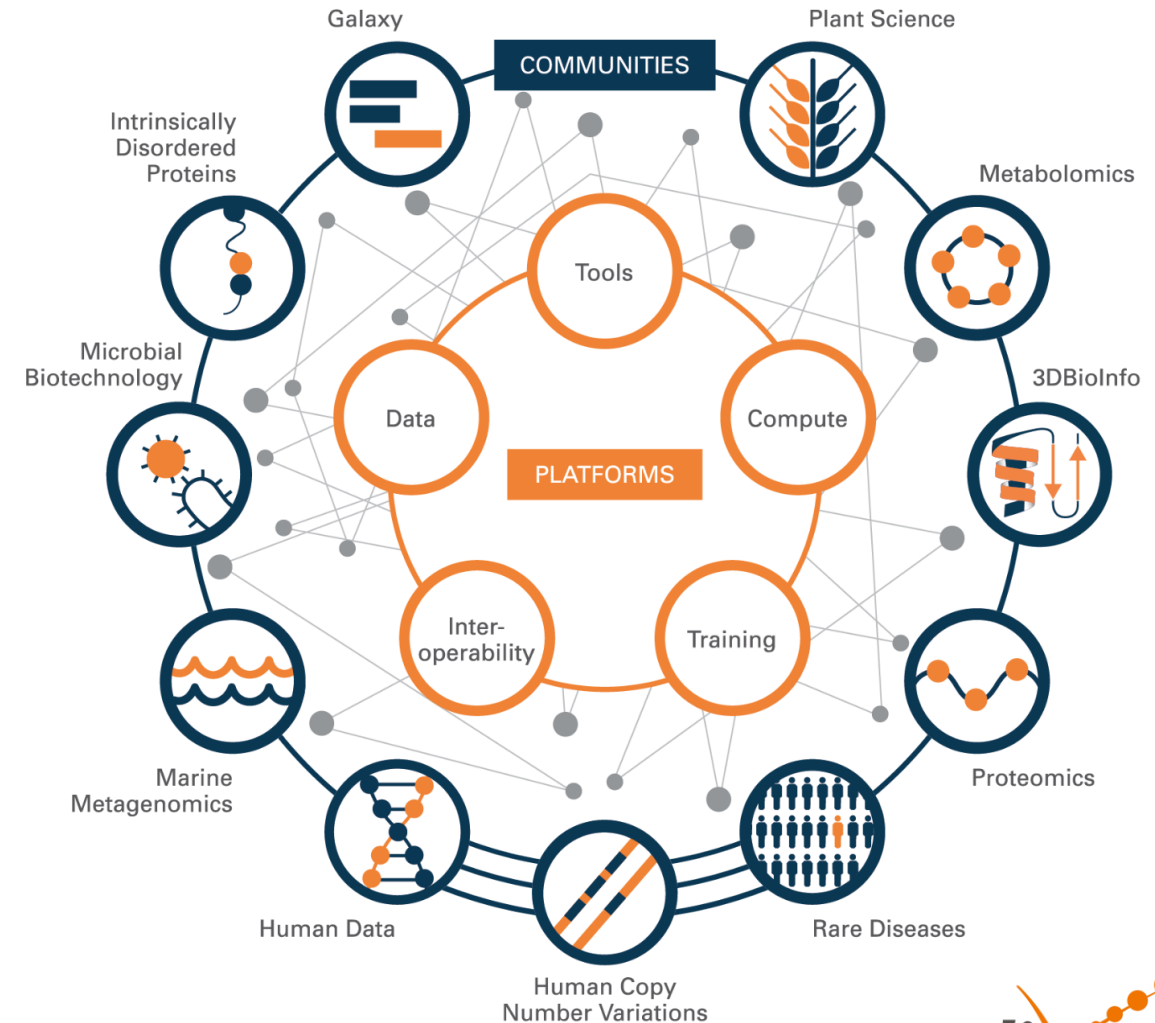 Galaxy
Plant Science
COMMUNITIES
Intrinsically
Disordered
Proteins
Metabolomics
Tools
Microbial
Biotechnology
3DBioInfo
Data
Compute
PLATFORMS
Inter-
operability
Training
Marine
Metagenomics
Proteomics
Human Data
Rare Diseases
Human Copy
Number Variations